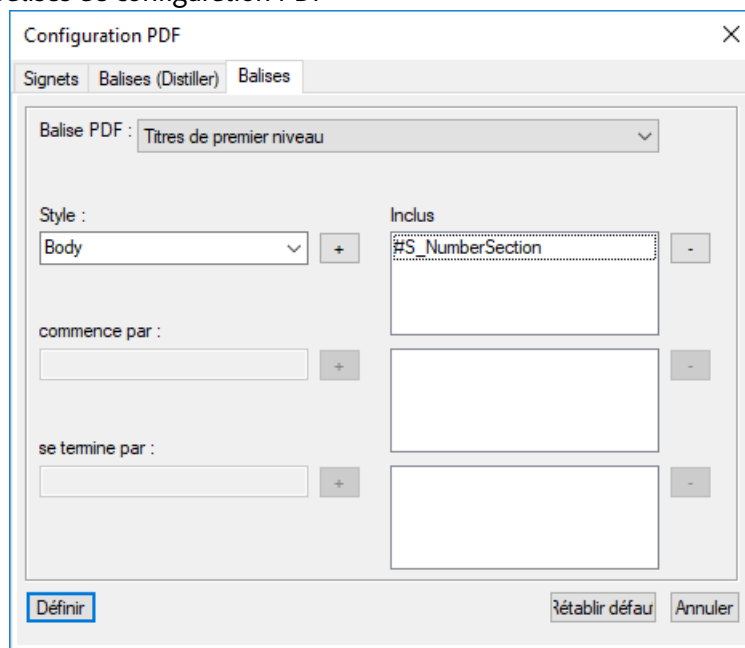 Configuration PDF
Signets Balises (Distiller) Balises
Balise PDF : Titres de premier niveau
Style :
Inclus
Body
+
#S_NumberSection
-
commence par :
+
-
se termine par :
+
-
Définir
Rétablir défaut
Annuler